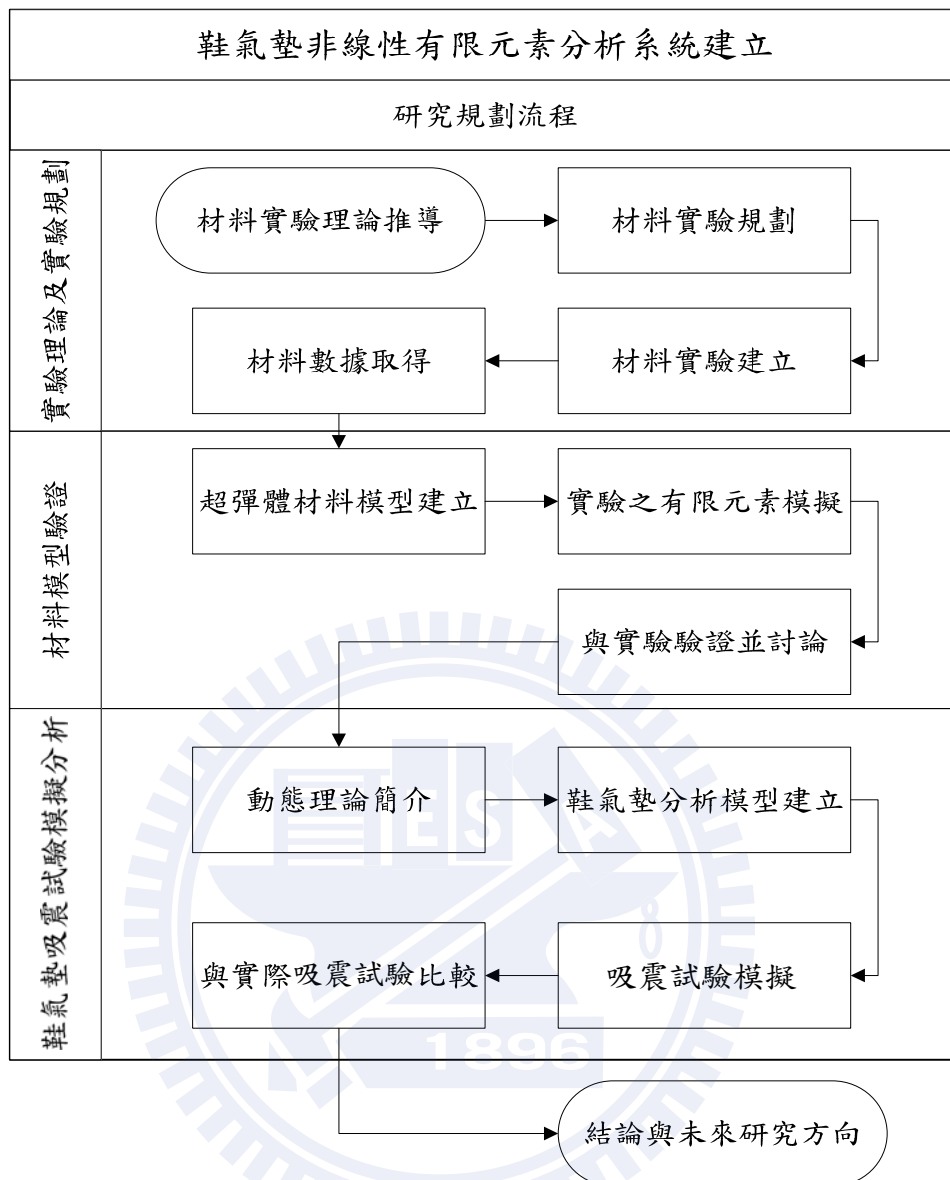 鞋氣墊非線性有限元素分析系統建立
研究規劃流程
實驗理論及實驗規劃
材料實驗理論推導
材料實驗規劃
材料數據取得
材料實驗建立
材料模型驗證
超彈體材料模型建立
實驗之有限元素模擬
與實驗驗證並討論
鞋氣墊吸震試驗模擬分析
動態理論簡介
鞋氣墊分析模型建立
與實際吸震試驗比較
吸震試驗模擬
結論與未來研究方向
ESA
1896